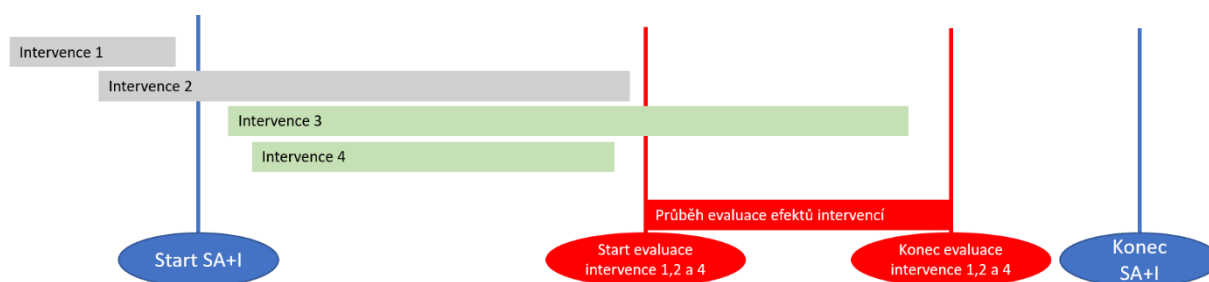 Intervence 1
Intervence 2
Intervence 3
Intervence 4
Průběh evaluace efektů intervencí
Start SA+I
Start evaluace
intervence 1,2 a 4
Konec evaluace
intervence 1,2 a 4
Konec
SA+I